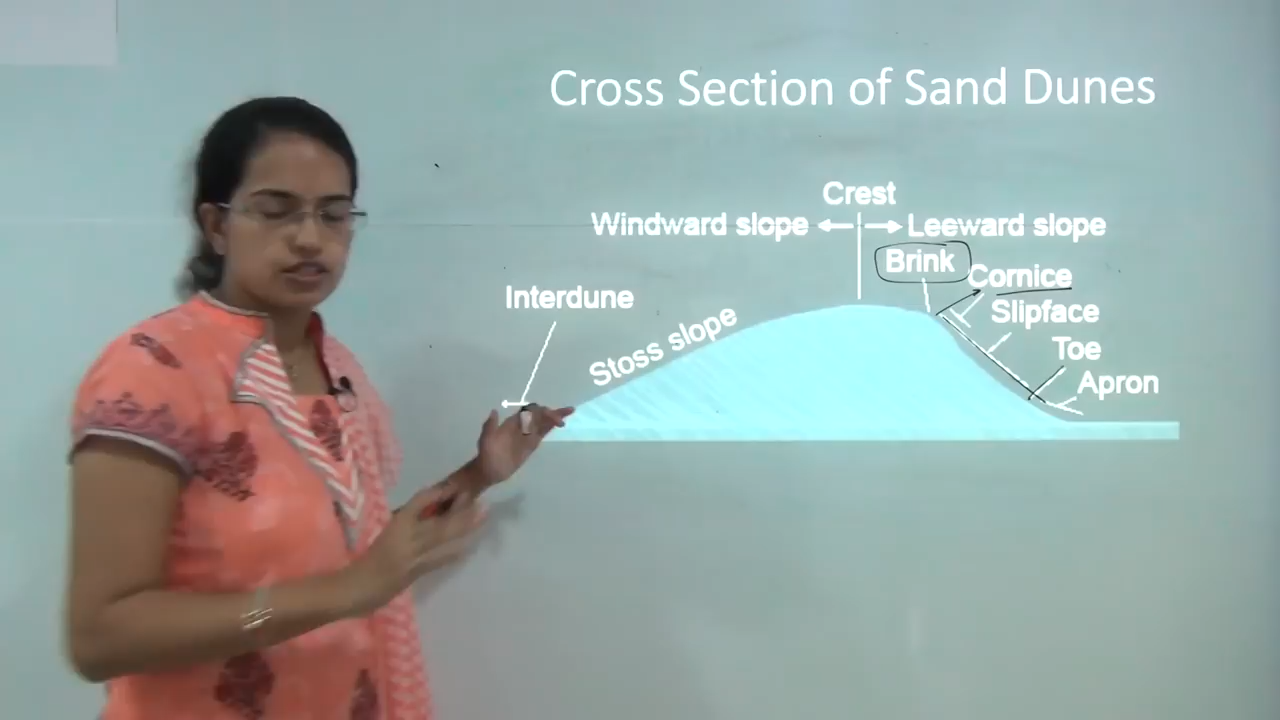 Cross Section of Sand Dunes
Crest
Windward slope
Leeward slope
Brink
Cornice
Interdune
Slipface
Stoss slope
Toe
Apron